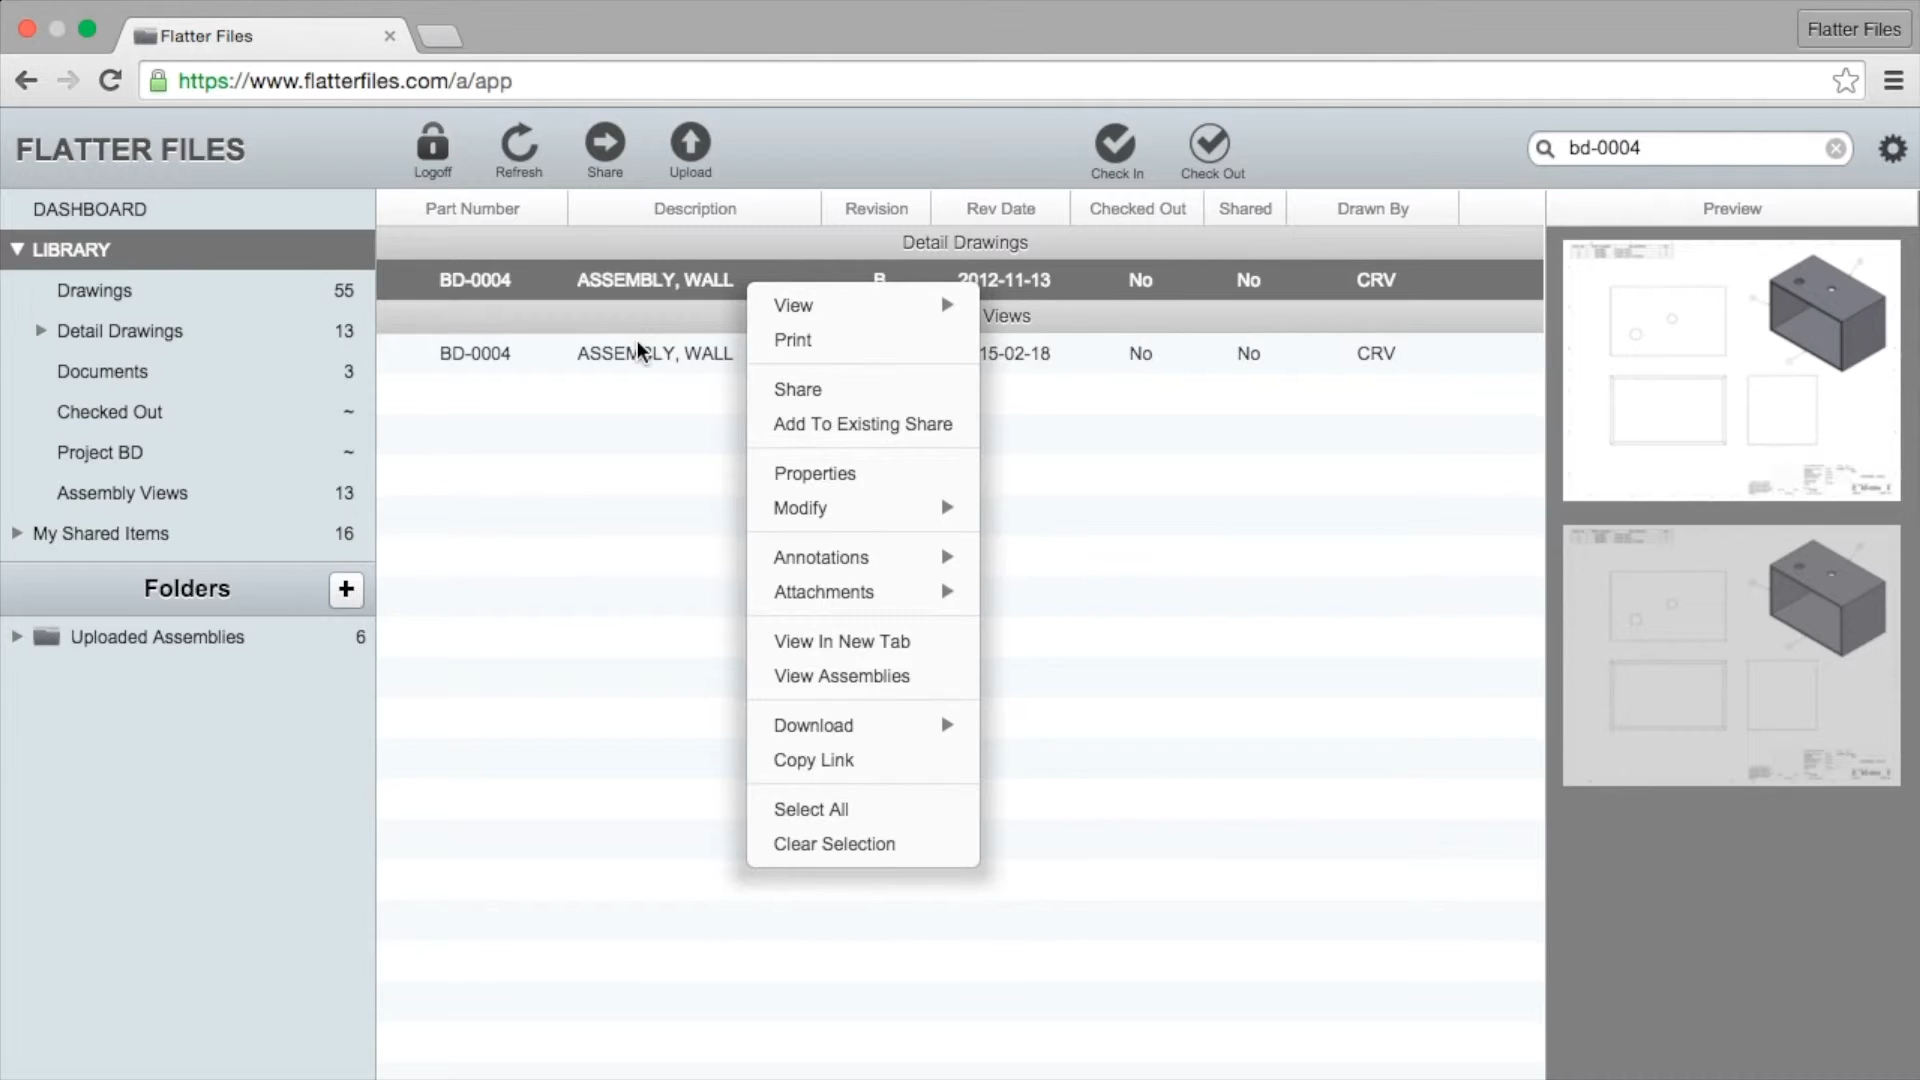 Flatter Files
Flatter Files
https://www.flatterfiles.com/a/app
FLATTER FILES
Logoff
Refresh
Share
Upload
Check In
Check Out
bd-0004
DASHBOARD
LIBRARY
Drawings 55
Detail Drawings 13
Documents 3
Checked Out ~
Project BD ~
Assembly Views 13
My Shared Items 16
Folders +
Uploaded Assemblies 6
Part Number Description Revision Rev Date Checked Out Shared Drawn By
Detail Drawings
BD-0004 ASSEMBLY, WALL B 2012-11-13 No No CRV
Views
BD-0004 ASSEMBLY, WALL 15-02-18 No No CRV
View
Print
Share
Add To Existing Share
Properties
Modify
Annotations
Attachments
View In New Tab
View Assemblies
Download
Copy Link
Select All
Clear Selection
Preview